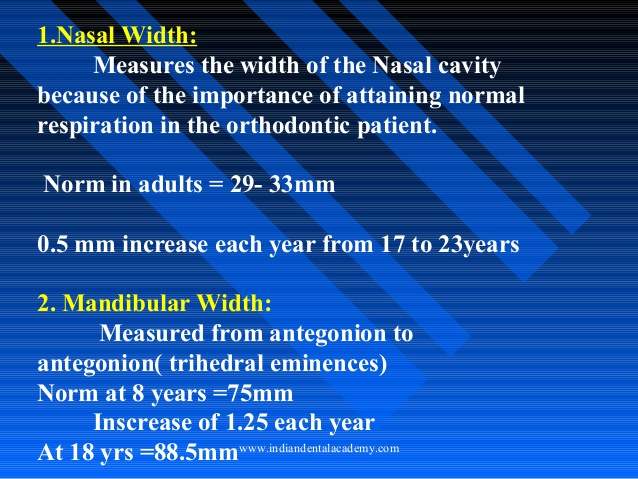 1.Nasal Width:
Measures the width of the Nasal cavity
because of the importance of attaining normal
respiration in the orthodontic patient.
Norm in adults = 29- 33mm
0.5 mm increase each year from 17 to 23years
2. Mandibular Width:
Measured from antegonion to
antegonion( trihedral eminences)
Norm at 8 years =75mm
Inscrease of 1.25 each year
At 18 yrs =88.5mm www.indiandentalacademy.com